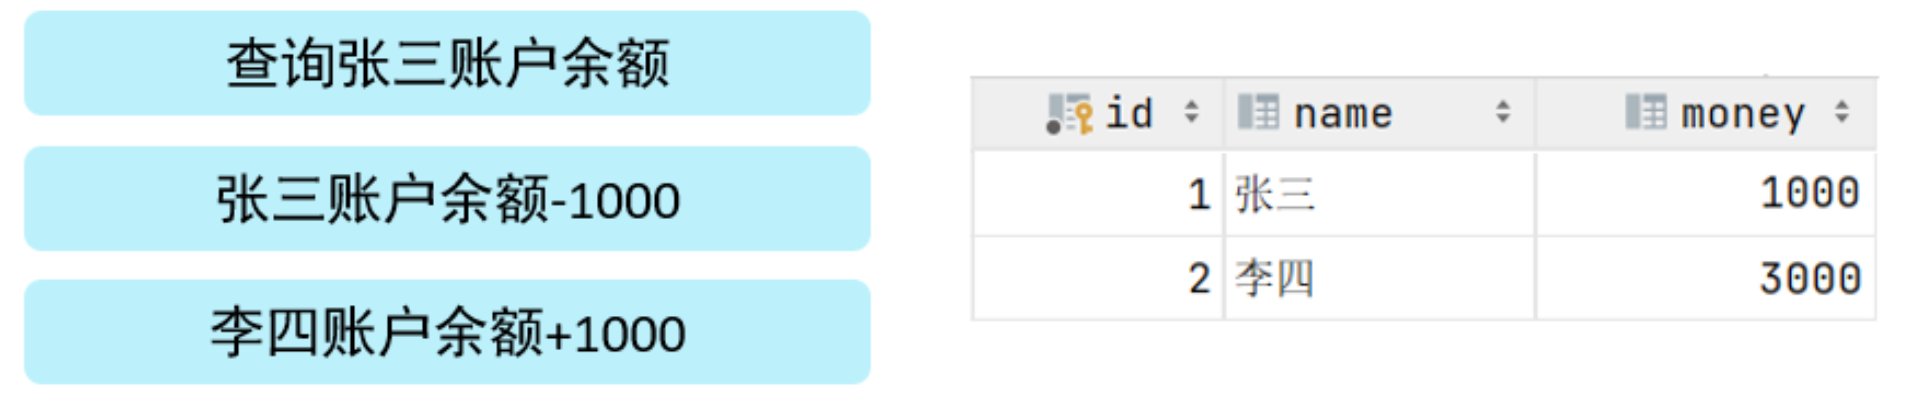 查询张三账户余额
张三账户余额-1000
李四账户余额+1000
id name money
1 张三 1000
2 李四 3000